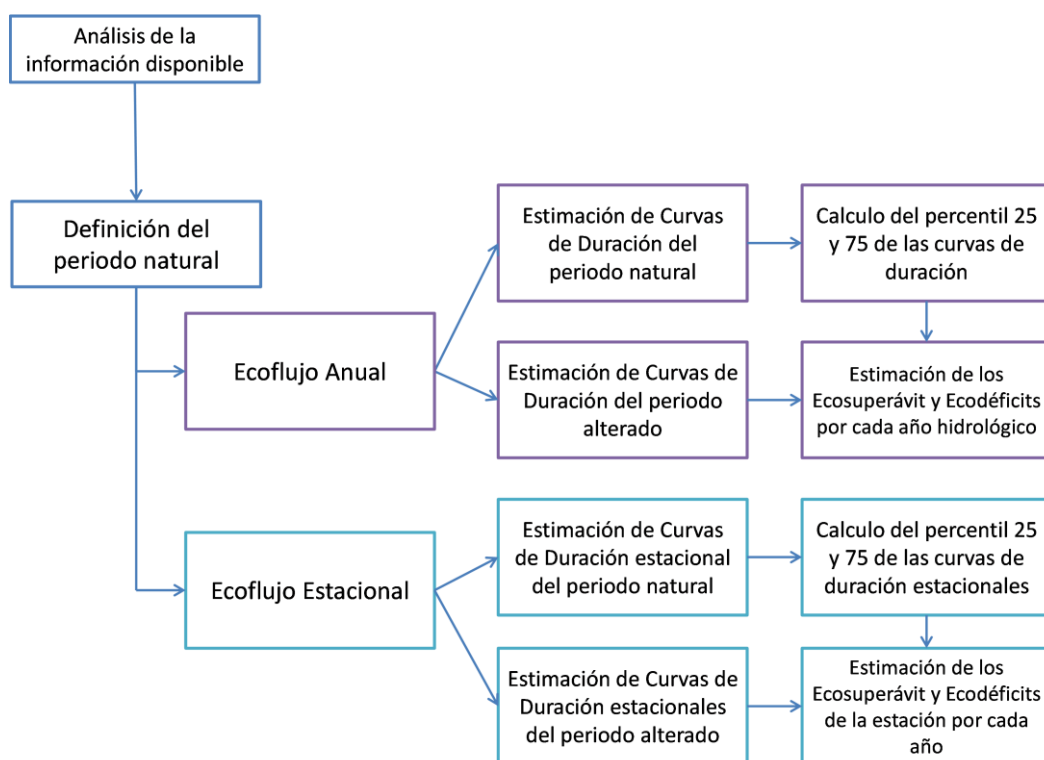 Análisis de la
información disponible
Definición del
periodo natural
Ecoflujo Anual
Estimación de Curvas
de Duración del
periodo natural
Calculo del percentil 25
y 75 de las curvas de
duración
Estimación de Curvas de
Duración del periodo
alterado
Estimación de los
Ecosuperávit y Ecodéficits
por cada año hidrológico
Ecoflujo Estacional
Estimación de Curvas
de Duración estacional
del periodo natural
Calculo del percentil 25
y 75 de las curvas de
duración estacionales
Estimación de Curvas de
Duración estacionales
del periodo alterado
Estimación de los
Ecosuperávit y Ecodéficits
de la estación por cada
año